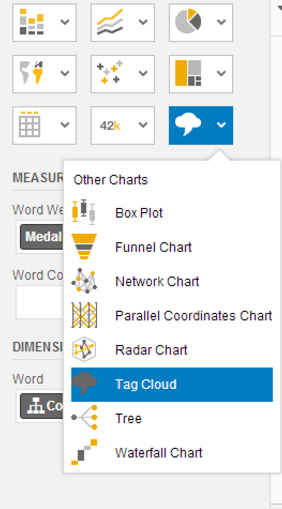 42k
MEASUR
Other Charts
Word We
Box Plot
Medal
Funnel Chart
Word Co
Network Chart
Parallel Coordinates Chart
DIMENSI
Radar Chart
Word
Tag Cloud
Co
Tree
Waterfall Chart